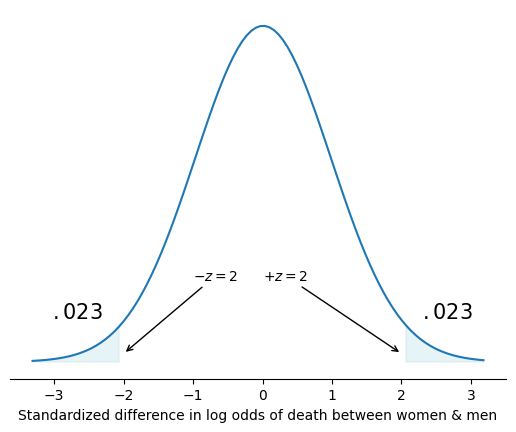 −z = 2 +z = 2
.023 .023
−3 −2 −1 0 1 2 3
Standardized difference in log odds of death between women & men